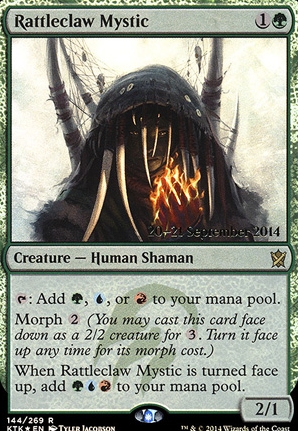 Rattleclaw Mystic 1
20–21 September 2014
Creature — Human Shaman
: Add , , or to your mana pool.
Morph 2 (You may cast this card face
down as a 2/2 creature for 3. Turn it face
up any time for its morph cost.)
When Rattleclaw Mystic is turned face
up, add to your mana pool.
2/1
144/269 R
KTK ★ EN Tyler Jacobson
™ & © 2014 Wizards of the Coast